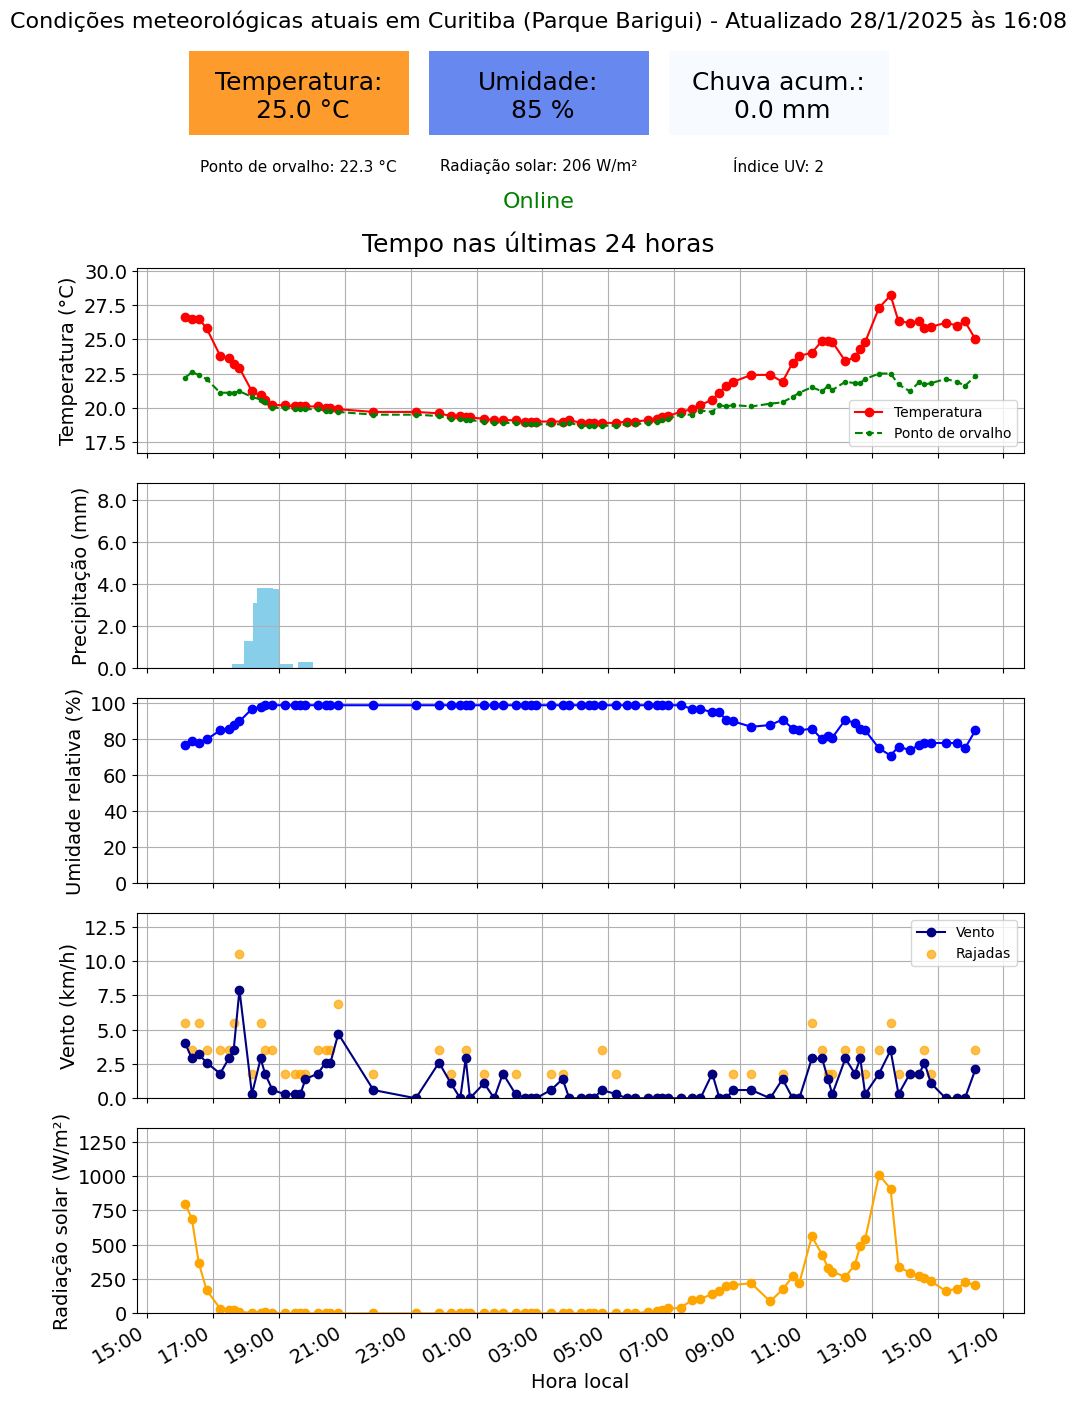 Condições meteorológicas atuais em Curitiba (Parque Barigui) - Atualizado 28/1/2025 às 16:08
Temperatura:
25.0 °C
Umidade:
85 %
Chuva acum.:
0.0 mm
Ponto de orvalho: 22.3 °C
Radiação solar: 206 W/m²
Índice UV: 2
Online
Tempo nas últimas 24 horas
Temperatura (°C)
30.0
27.5
25.0
22.5
20.0
17.5
Temperatura
Ponto de orvalho
Precipitação (mm)
8.0
6.0
4.0
2.0
0.0
Umidade relativa (%)
100
80
60
40
20
0
Vento (km/h)
12.5
10.0
7.5
5.0
2.5
0.0
Vento
Rajadas
Radiação solar (W/m²)
1250
1000
750
500
250
0
15:00
17:00
19:00
21:00
23:00
01:00
03:00
05:00
07:00
09:00
11:00
13:00
15:00
17:00
Hora local